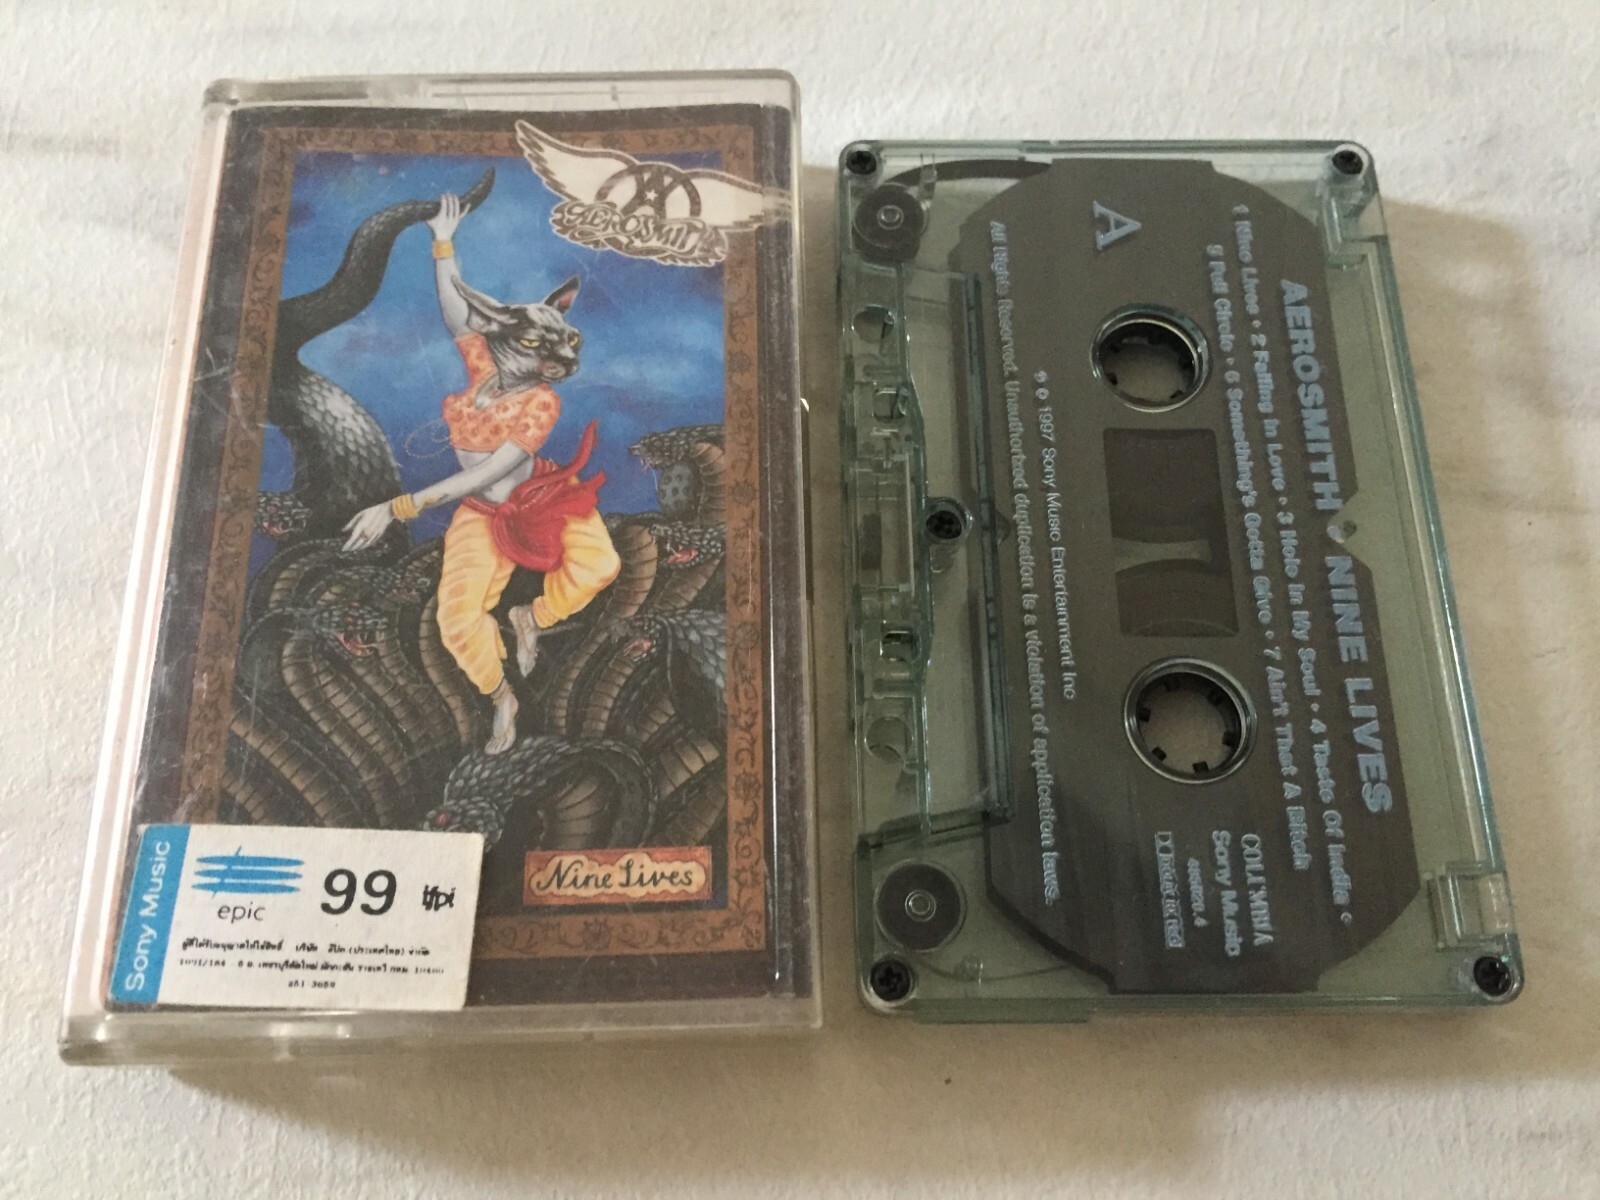 AEROSMITH
Nine Lives
Sony Music
epic
99
ifpi
A
AEROSMITH • NINE LIVES
1 Nine Lives • 2 Falling In Love • 3 Hole In My Soul • 4 Taste Of India •
5 Full Circle • 6 Something's Gotta Give • 7 Ain't That A Bitch
COLUMBIA
Sony Music
℗ © 1997 Sony Music Entertainment Inc
All Rights Reserved. Unauthorized duplication is a violation of application laws.